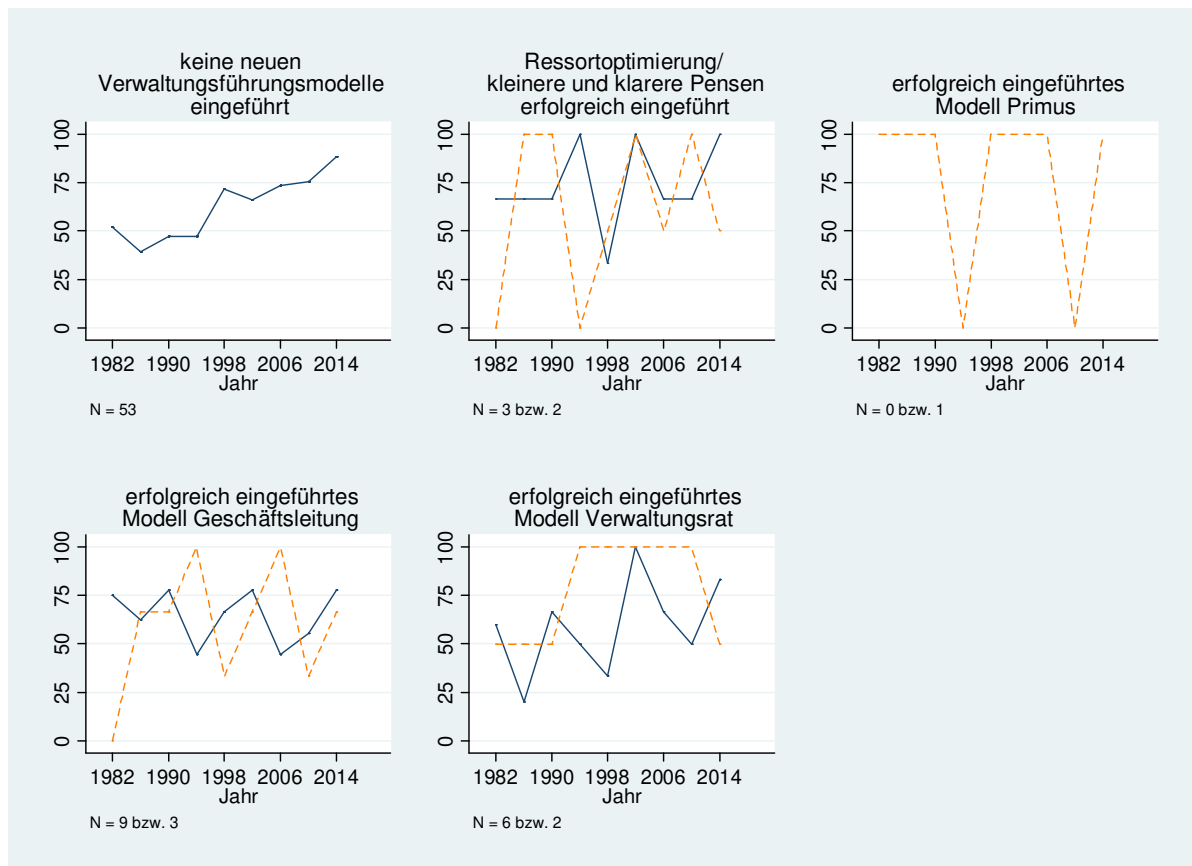 keine neuen
Verwaltungsführungsmodelle
eingeführt
100
75
50
25
0
1982 1990 1998 2006 2014
Jahr
N = 53
Ressortoptimierung/
kleinere und klarere Pensen
erfolgreich eingeführt
100
75
50
25
0
1982 1990 1998 2006 2014
Jahr
N = 3 bzw. 2
erfolgreich eingeführtes
Modell Primus
100
75
50
25
0
1982 1990 1998 2006 2014
Jahr
N = 0 bzw. 1
erfolgreich eingeführtes
Modell Geschäftsleitung
100
75
50
25
0
1982 1990 1998 2006 2014
Jahr
N = 9 bzw. 3
erfolgreich eingeführtes
Modell Verwaltungsrat
100
75
50
25
0
1982 1990 1998 2006 2014
Jahr
N = 6 bzw. 2